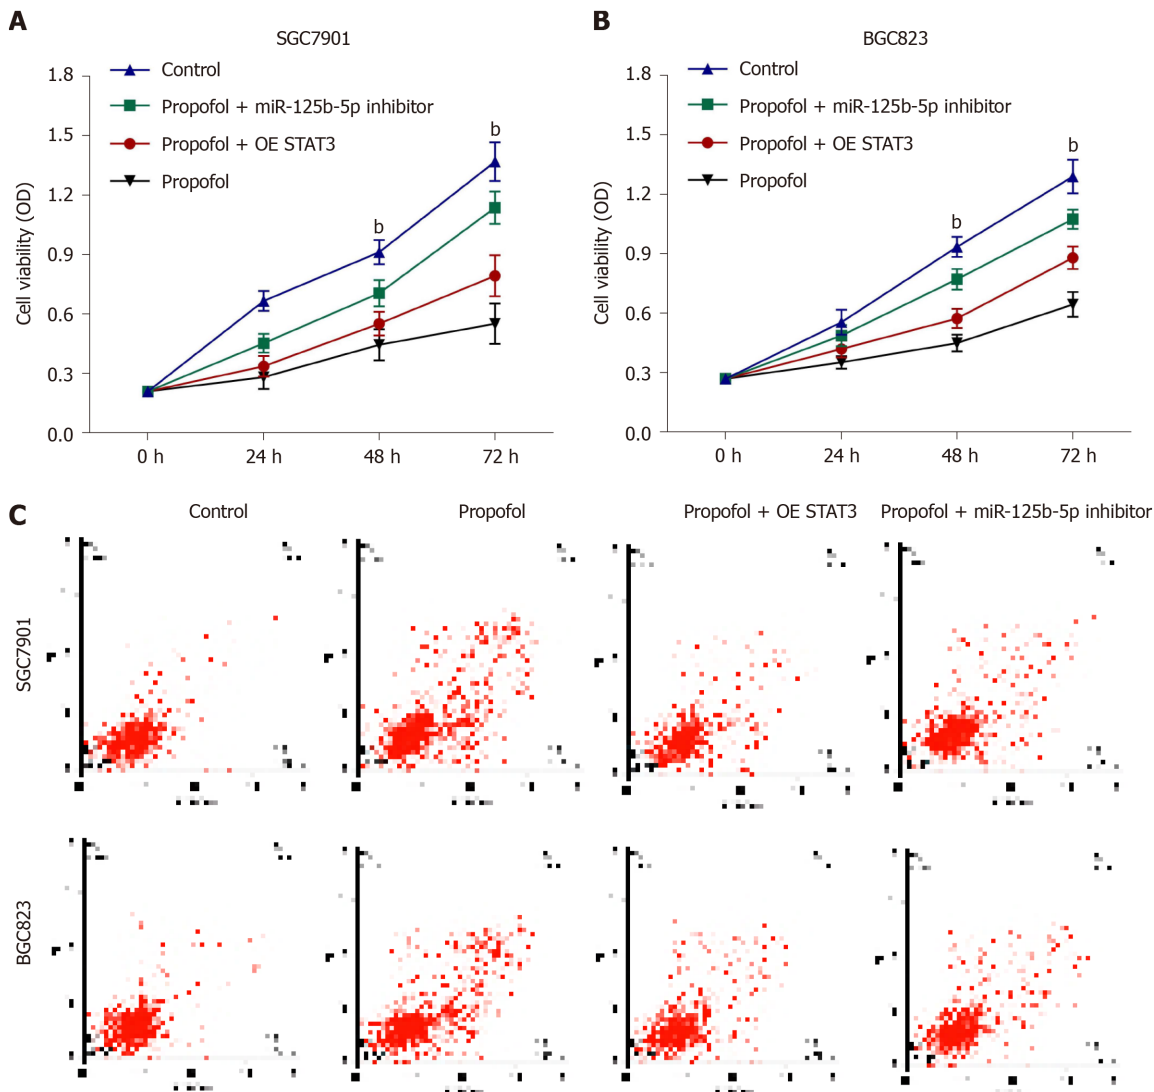 A
SGC7901
Control
Propofol + miR-125b-5p inhibitor
Propofol + OE STAT3
Propofol
Cell viability (OD)
1.8
1.5
1.2
0.9
0.6
0.3
0.0
b
b
0 h
24 h
48 h
72 h
B
BGC823
Control
Propofol + miR-125b-5p inhibitor
Propofol + OE STAT3
Propofol
Cell viability (OD)
1.8
1.5
1.2
0.9
0.6
0.3
0.0
b
b
0 h
24 h
48 h
72 h
C
Control
Propofol
Propofol + OE STAT3
Propofol + miR-125b-5p inhibitor
SGC7901
BGC823